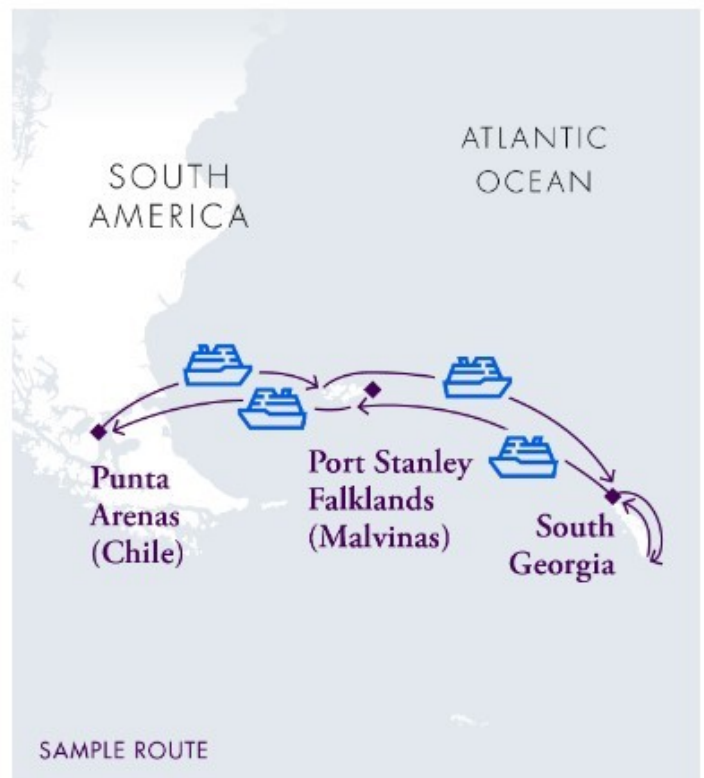 SOUTH
AMERICA
ATLANTIC
OCEAN
Punta
Arenas
(Chile)
Port Stanley
Falklands
(Malvinas)
South
Georgia
SAMPLE ROUTE